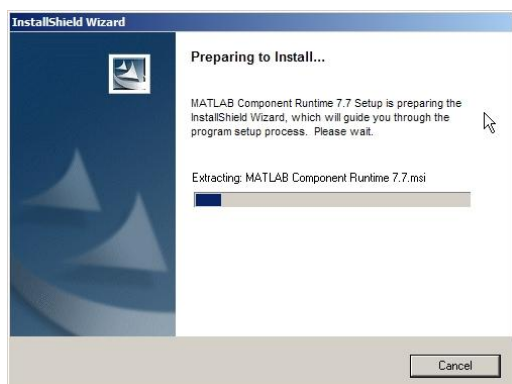 InstallShield Wizard
Preparing to Install...
MATLAB Component Runtime 7.7 Setup is preparing the
InstallShield Wizard, which will guide you through the
program setup process. Please wait.
Extracting: MATLAB Component Runtime 7.7.msi
Cancel